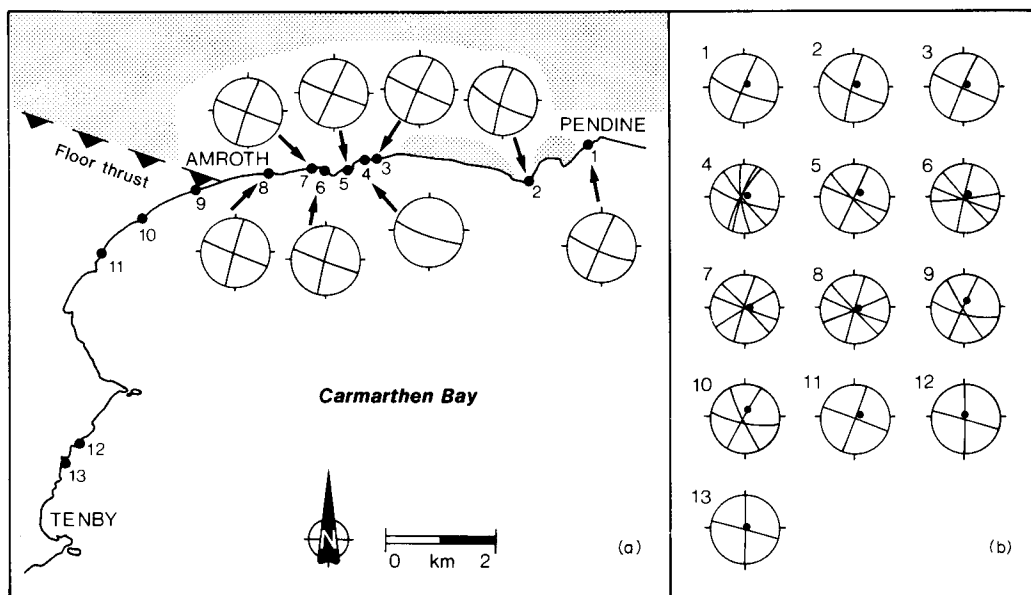 PENDINE
AMROTH
Floor thrust
1
2
3
4
5
6
7
8
9
10
11
12
13
Carmarthen Bay
TENBY
N
0 km 2
(a)
1 2 3
4 5 6
7 8 9
10 11 12
13
(b)